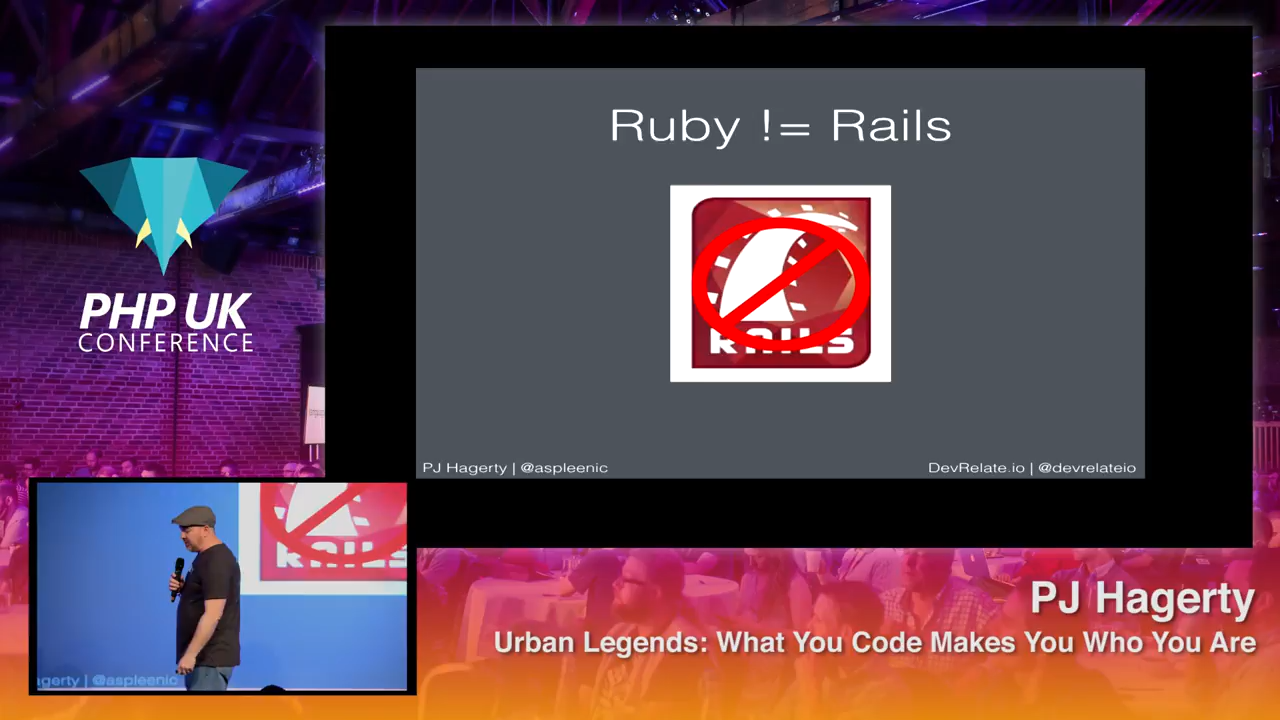 Ruby != Rails
RAILS
PJ Hagerty | @aspleenic
DevRelate.io | @devrelateio
PHP UK
CONFERENCE
RAILS
agerty | @aspleenic
PJ Hagerty
Urban Legends: What You Code Makes You Who You Are